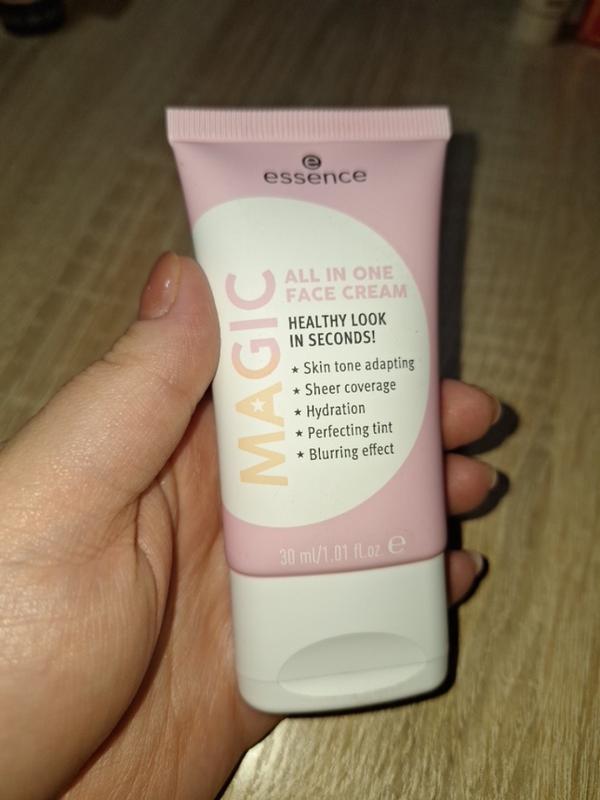 essence
MAGIC
ALL IN ONE
FACE CREAM
HEALTHY LOOK
IN SECONDS!
★ Skin tone adapting
★ Sheer coverage
★ Hydration
★ Perfecting tint
★ Blurring effect
30 ml/1.01 fl.oz. ℮